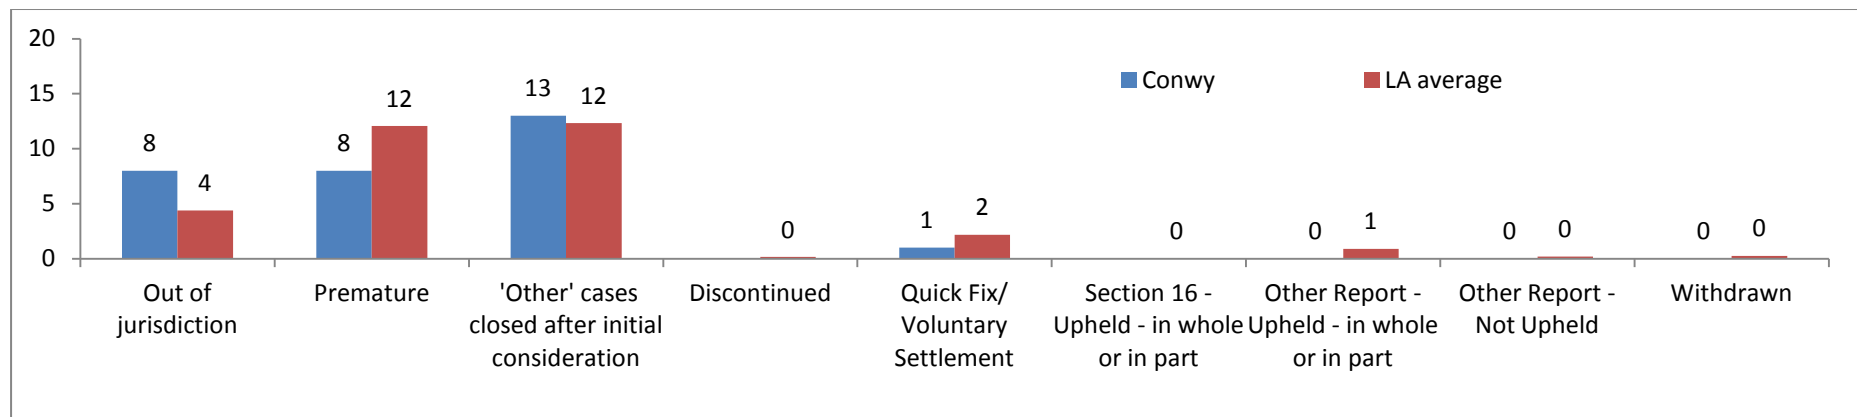 20
15
10
5
0
Conwy
LA average
8
4
8
12
13
12
0
1
2
0
0
1
0
0
0
0
Out of
jurisdiction
Premature
'Other' cases
closed after initial
consideration
Discontinued
Quick Fix/
Voluntary
Settlement
Section 16 -
Upheld - in whole
or in part
Other Report -
Upheld - in whole
or in part
Other Report -
Not Upheld
Withdrawn